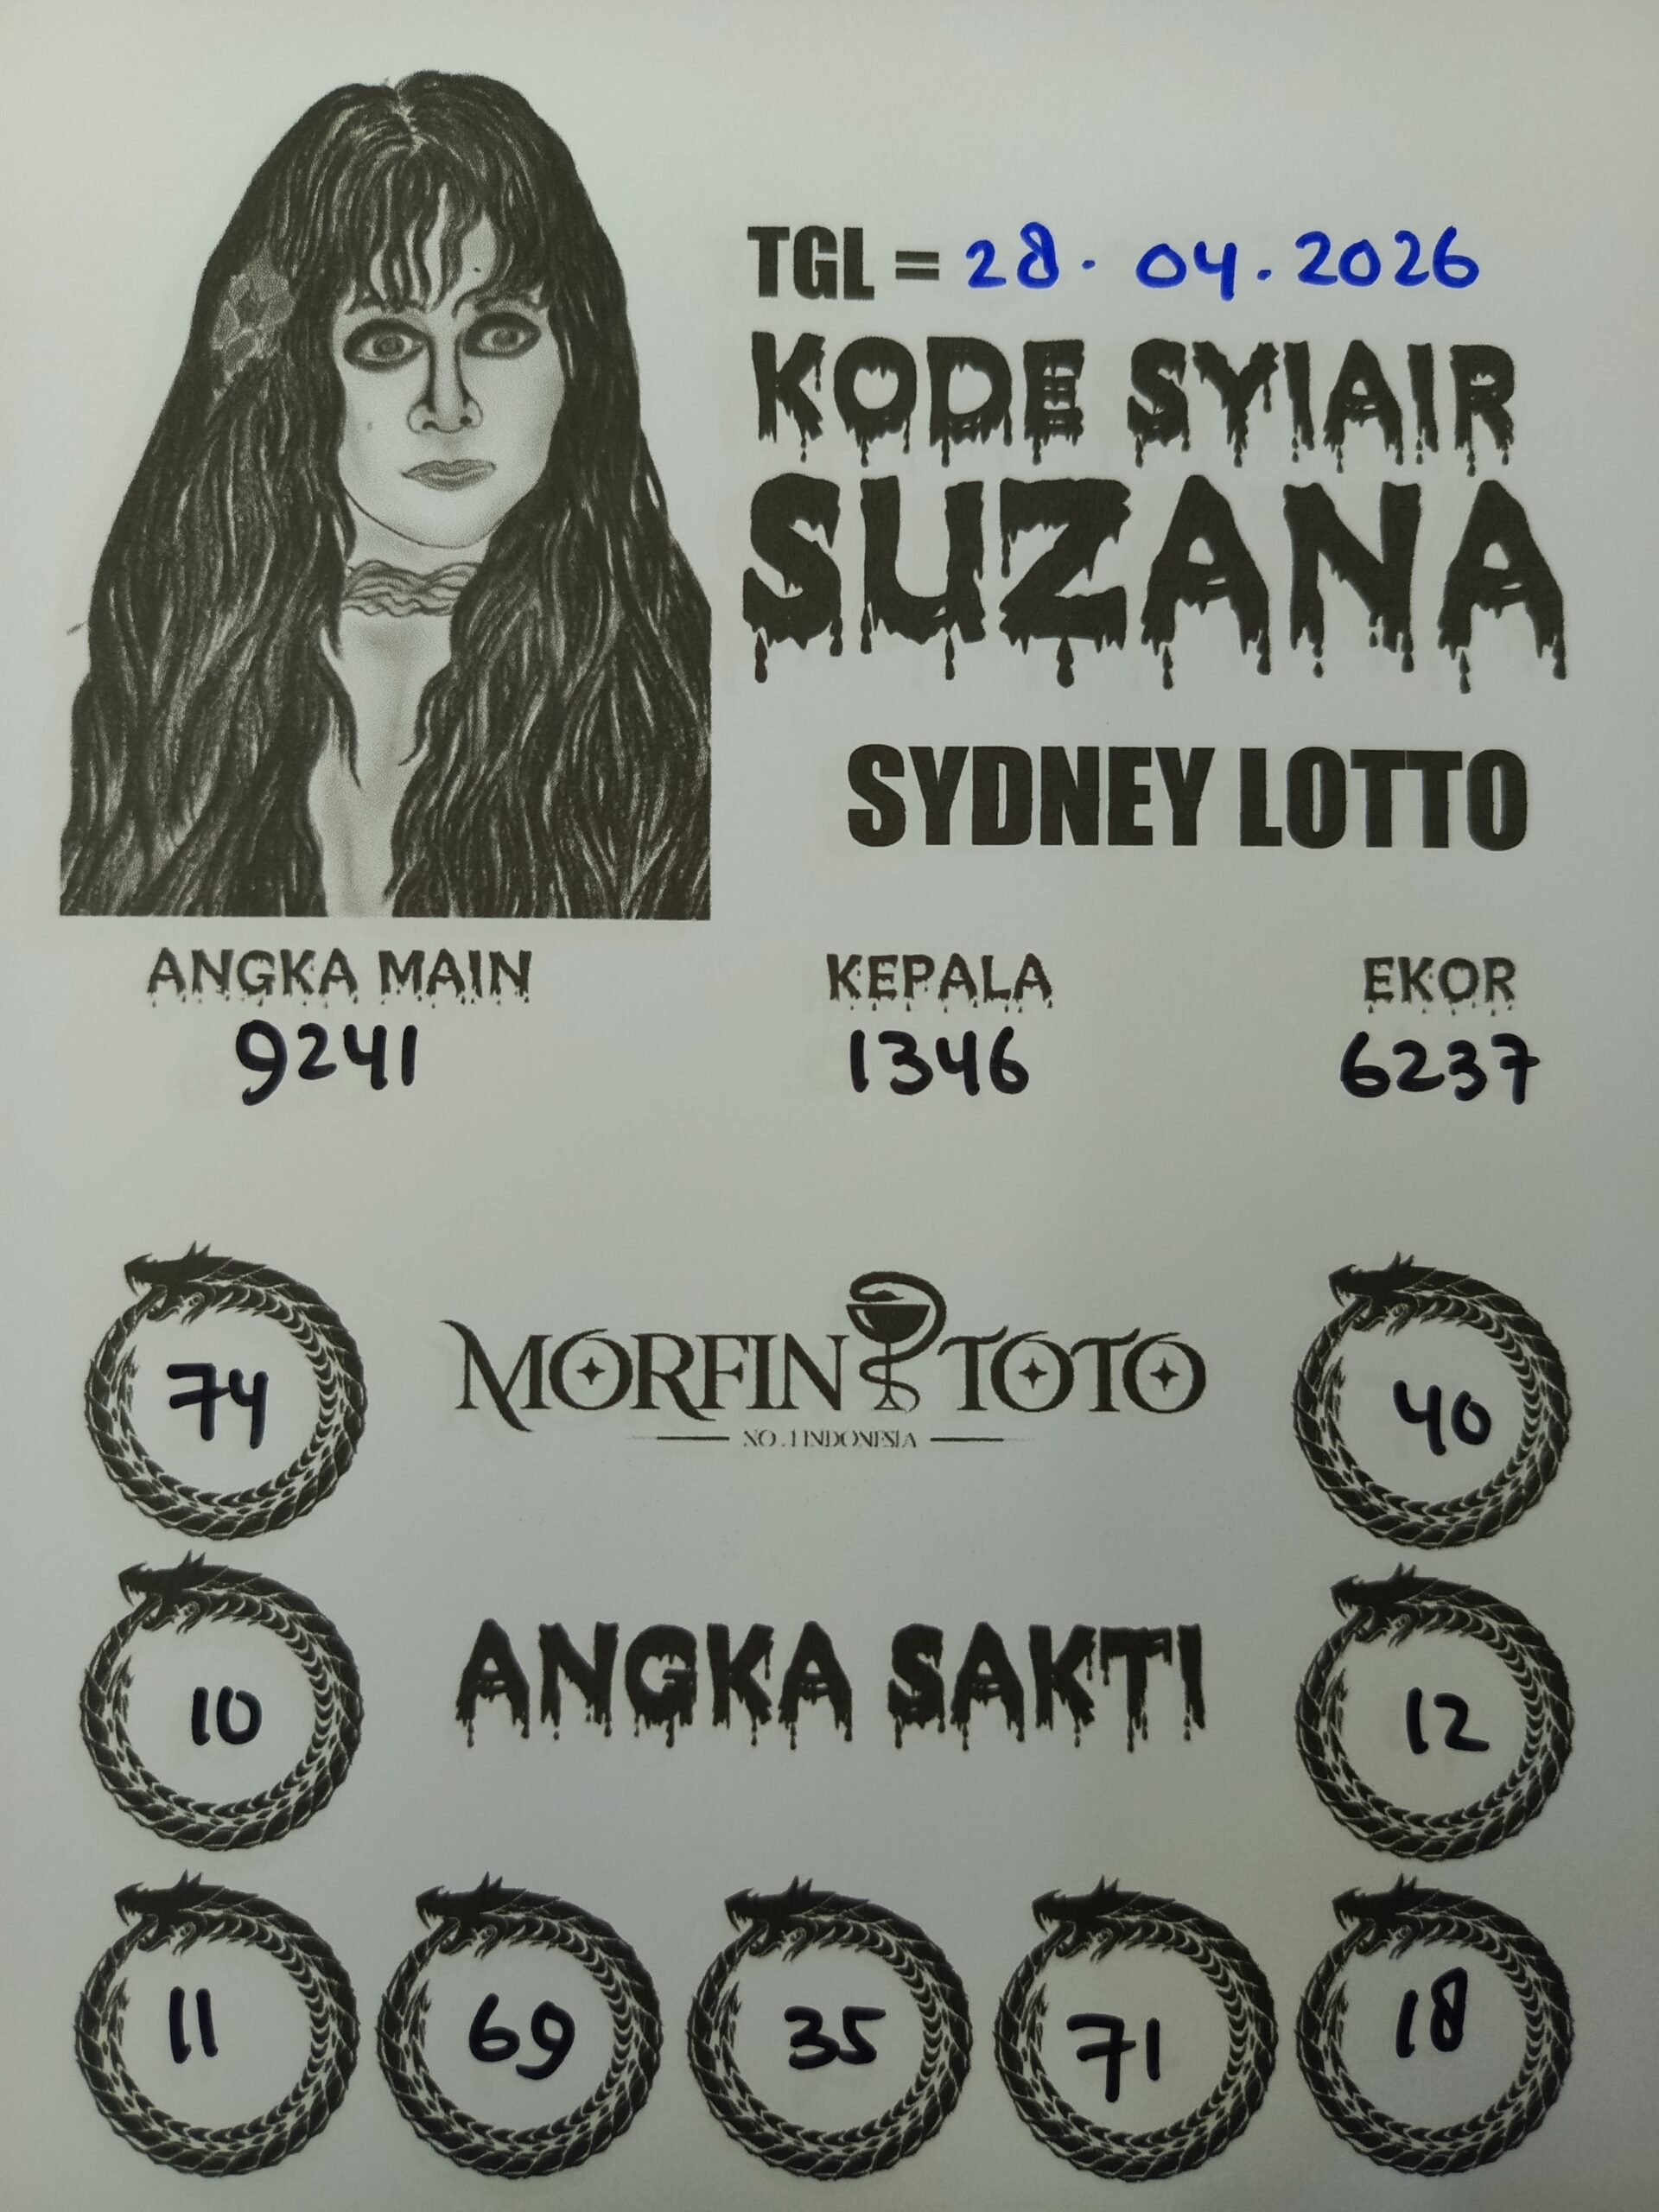 TGL = 28.04.2026
KODE SYIAIR
SUZANA
SYDNEY LOTTO
ANGKA MAIN KEPALA EKOR
9241 1346 6237
74 MORFIN TOTO 40
NO.1 INDONESIA
10 ANGKA SAKTI 12
11 69 35 71 18